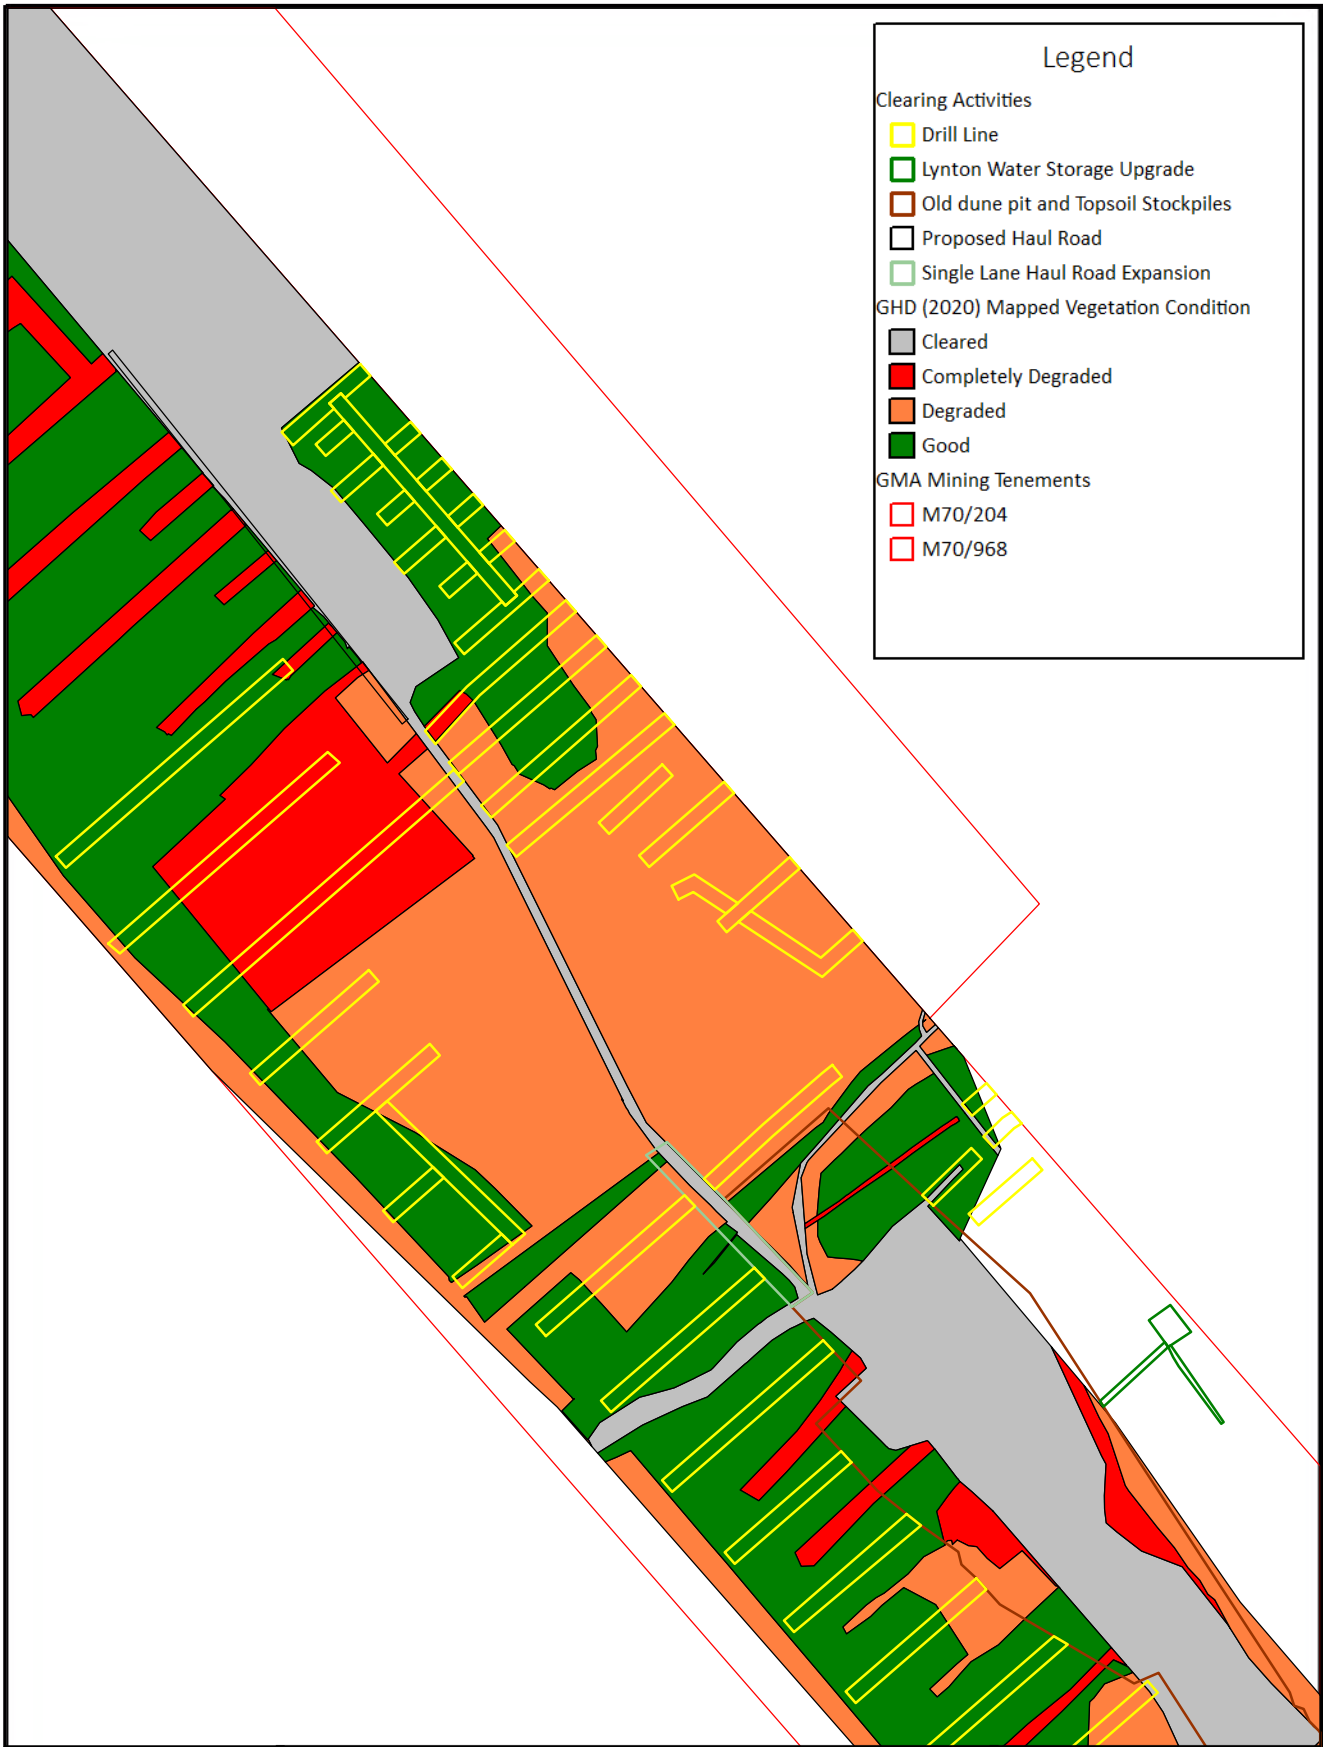 Legend
Clearing Activities
Drill Line
Lynton Water Storage Upgrade
Old dune pit and Topsoil Stockpiles
Proposed Haul Road
Single Lane Haul Road Expansion
GHD (2020) Mapped Vegetation Condition
Cleared
Completely Degraded
Degraded
Good
GMA Mining Tenements
M70/204
M70/968